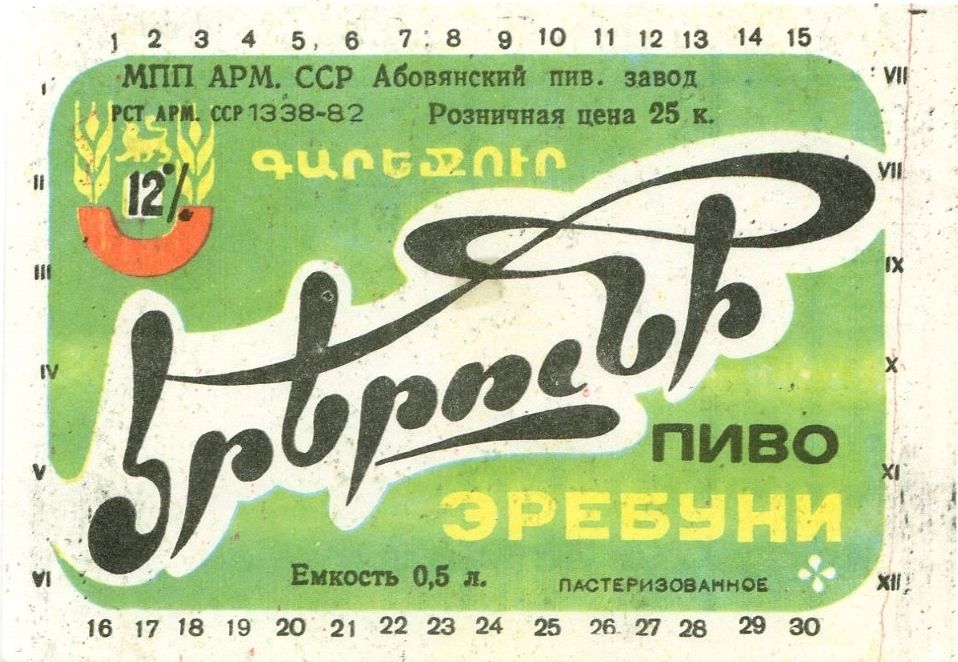 1 2 3 4 5 6 7 8 9 10 11 12 13 14 15
МПП АРМ. ССР Абовянский пив. завод
РСТ АРМ. ССР 1338-82 Розничная цена 25 к.
ԳԱՐԵՋՈՒՐ
12%
Էրեբունի
ПИВО
ЭРЕБУНИ
Емкость 0,5 л.
ПАСТЕРИЗОВАННОЕ
I
II
III
IV
V
VI
VII
VII
IX
X
XI
XII
16 17 18 19 20 21 22 23 24 25 26 27 28 29 30